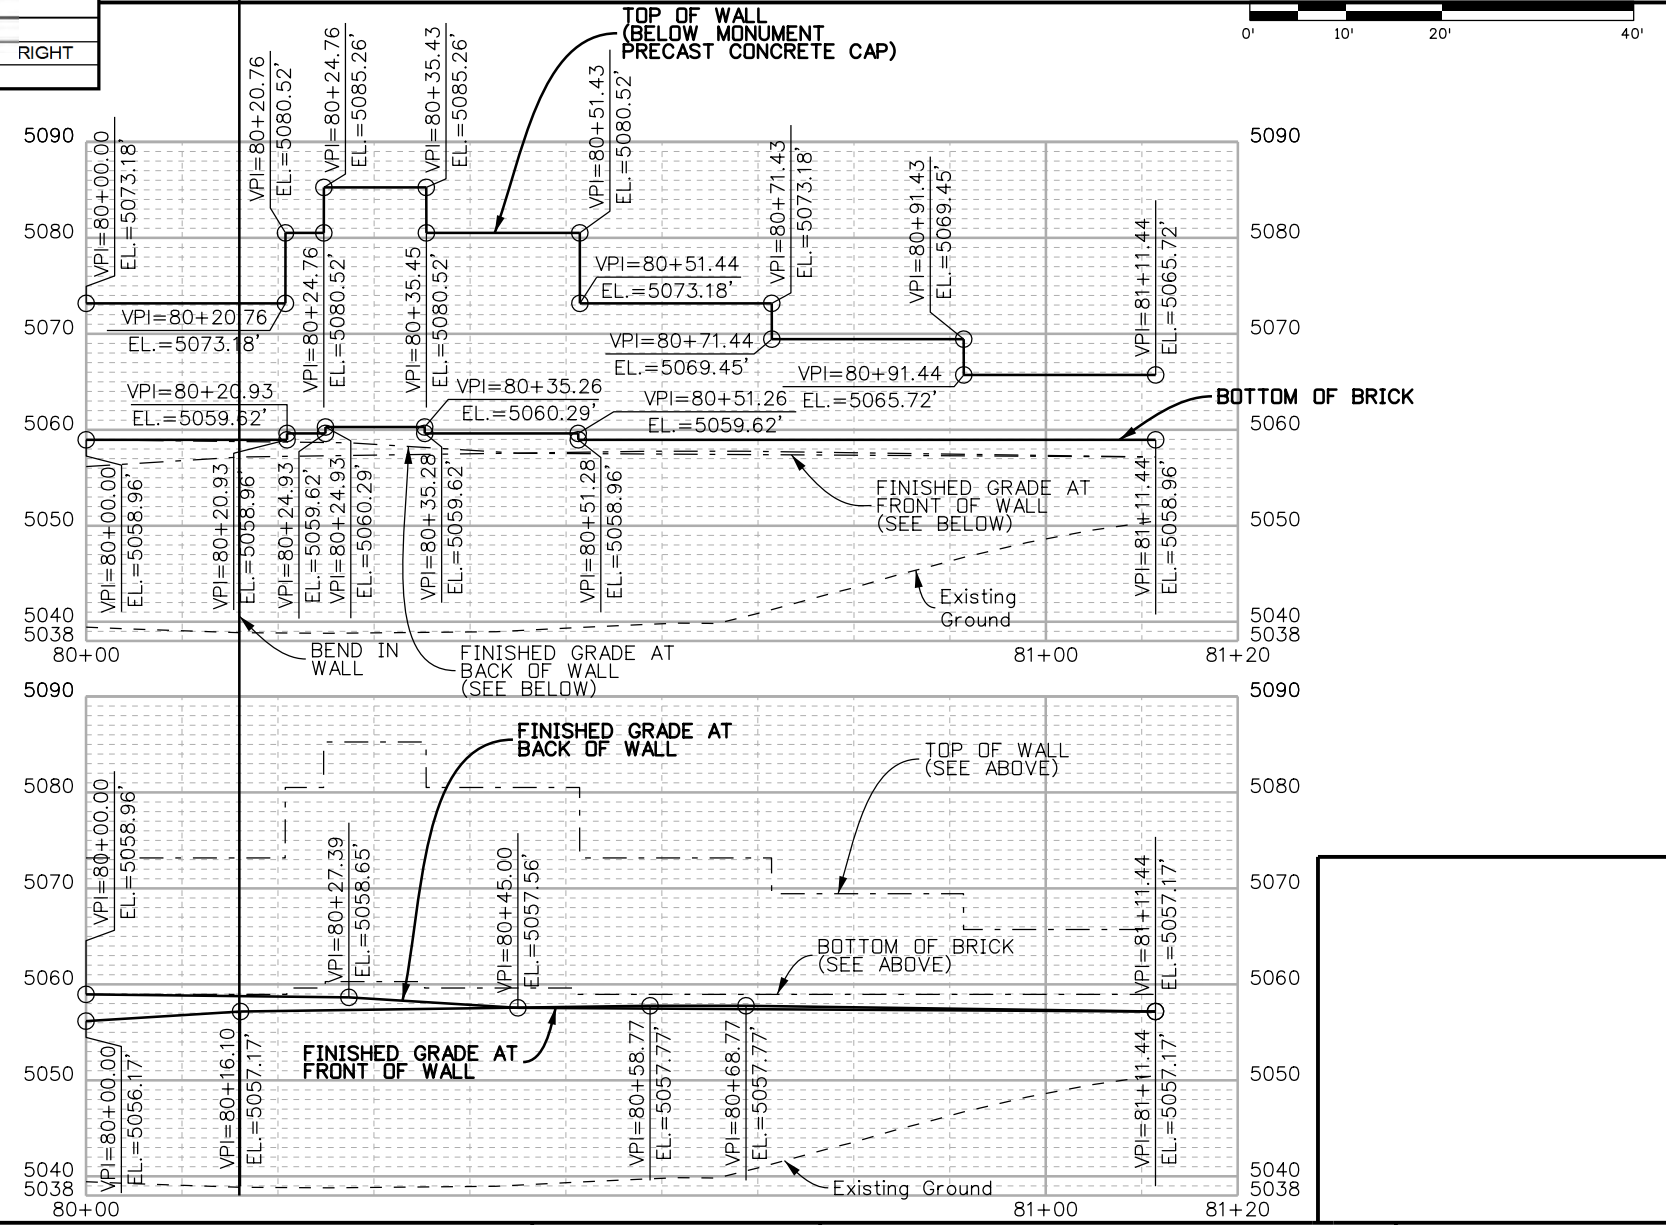 RIGHT
0' 10' 20' 40'
TOP OF WALL
(BELOW MONUMENT
PRECAST CONCRETE CAP)
VPI=80+00.00
EL.=5073.18'
VPI=80+20.76
EL.=5080.52'
VPI=80+24.76
EL.=5085.26'
VPI=80+35.43
EL.=5085.26'
VPI=80+51.43
EL.=5080.52'
VPI=80+71.43
EL.=5073.18'
VPI=80+91.43
EL.=5069.45'
VPI=81+11.44
EL.=5065.72'
5090 5090
5080 5080
5070 5070
5060 5060
5050 5050
5040 5040
5038 5038
80+00 81+00 81+20
VPI=80+20.76
EL.=5073.18'
VPI=80+24.76
EL.=5080.52'
VPI=80+35.45
EL.=5080.52'
VPI=80+51.44
EL.=5073.18'
VPI=80+71.44
EL.=5069.45'
VPI=80+91.44
EL.=5065.72'
VPI=80+20.93
EL.=5059.62'
VPI=80+35.26
EL.=5060.29'
VPI=80+51.26
EL.=5059.62'
BOTTOM OF BRICK
VPI=80+00.00
EL.=5058.96'
VPI=80+20.93
EL.=5058.96'
VPI=80+24.93
EL.=5059.62'
VPI=80+24.93
EL.=5060.29'
VPI=80+35.28
EL.=5059.62'
VPI=80+51.28
EL.=5058.96'
VPI=81+11.44
EL.=5058.96'
FINISHED GRADE AT
FRONT OF WALL
(SEE BELOW)
Existing
Ground
BEND IN
WALL
FINISHED GRADE AT
BACK OF WALL
(SEE BELOW)
5090 5090
5080 5080
5070 5070
5060 5060
5050 5050
5040 5040
5038 5038
80+00 81+00 81+20
FINISHED GRADE AT
BACK OF WALL
TOP OF WALL
(SEE ABOVE)
VPI=80+00.00
EL.=5058.96'
VPI=80+27.39
EL.=5058.65'
VPI=80+45.00
EL.=5057.56'
VPI=81+11.44
EL.=5057.17'
BOTTOM OF BRICK
(SEE ABOVE)
FINISHED GRADE AT
FRONT OF WALL
VPI=80+00.00
EL.=5056.17'
VPI=80+16.10
EL.=5057.17'
VPI=80+58.77
EL.=5057.77'
VPI=80+68.77
EL.=5057.77'
VPI=81+11.44
EL.=5057.17'
Existing Ground